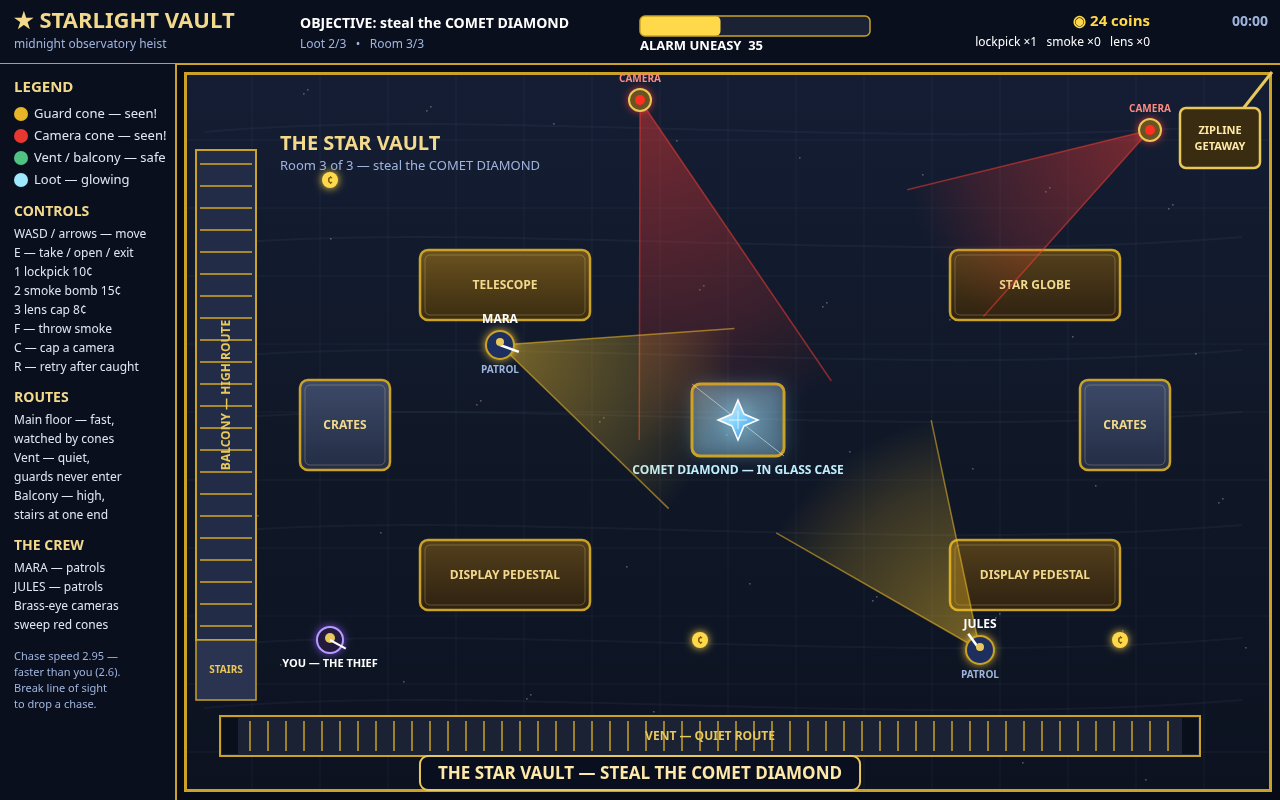 ★ STARLIGHT VAULT
midnight observatory heist
OBJECTIVE: steal the COMET DIAMOND
Loot 2/3 • Room 3/3
ALARM UNEASY 35
◉ 24 coins
lockpick ×1 smoke ×0 lens ×0
00:00
LEGEND
Guard cone — seen!
Camera cone — seen!
Vent / balcony — safe
Loot — glowing
CONTROLS
WASD / arrows — move
E — take / open / exit
1 lockpick 10¢
2 smoke bomb 15¢
3 lens cap 8¢
F — throw smoke
C — cap a camera
R — retry after caught
ROUTES
Main floor — fast,
watched by cones
Vent — quiet,
guards never enter
Balcony — high,
stairs at one end
THE CREW
MARA — patrols
JULES — patrols
Brass-eye cameras
sweep red cones
Chase speed 2.95 —
faster than you (2.6).
Break line of sight
to drop a chase.
CAMERA
CAMERA
ZIPLINE
GETAWAY
THE STAR VAULT
Room 3 of 3 — steal the COMET DIAMOND
¢
TELESCOPE
STAR GLOBE
MARA
PATROL
BALCONY — HIGH ROUTE
CRATES
CRATES
COMET DIAMOND — IN GLASS CASE
DISPLAY PEDESTAL
DISPLAY PEDESTAL
JULES
PATROL
¢
¢
YOU — THE THIEF
STAIRS
VENT — QUIET ROUTE
THE STAR VAULT — STEAL THE COMET DIAMOND